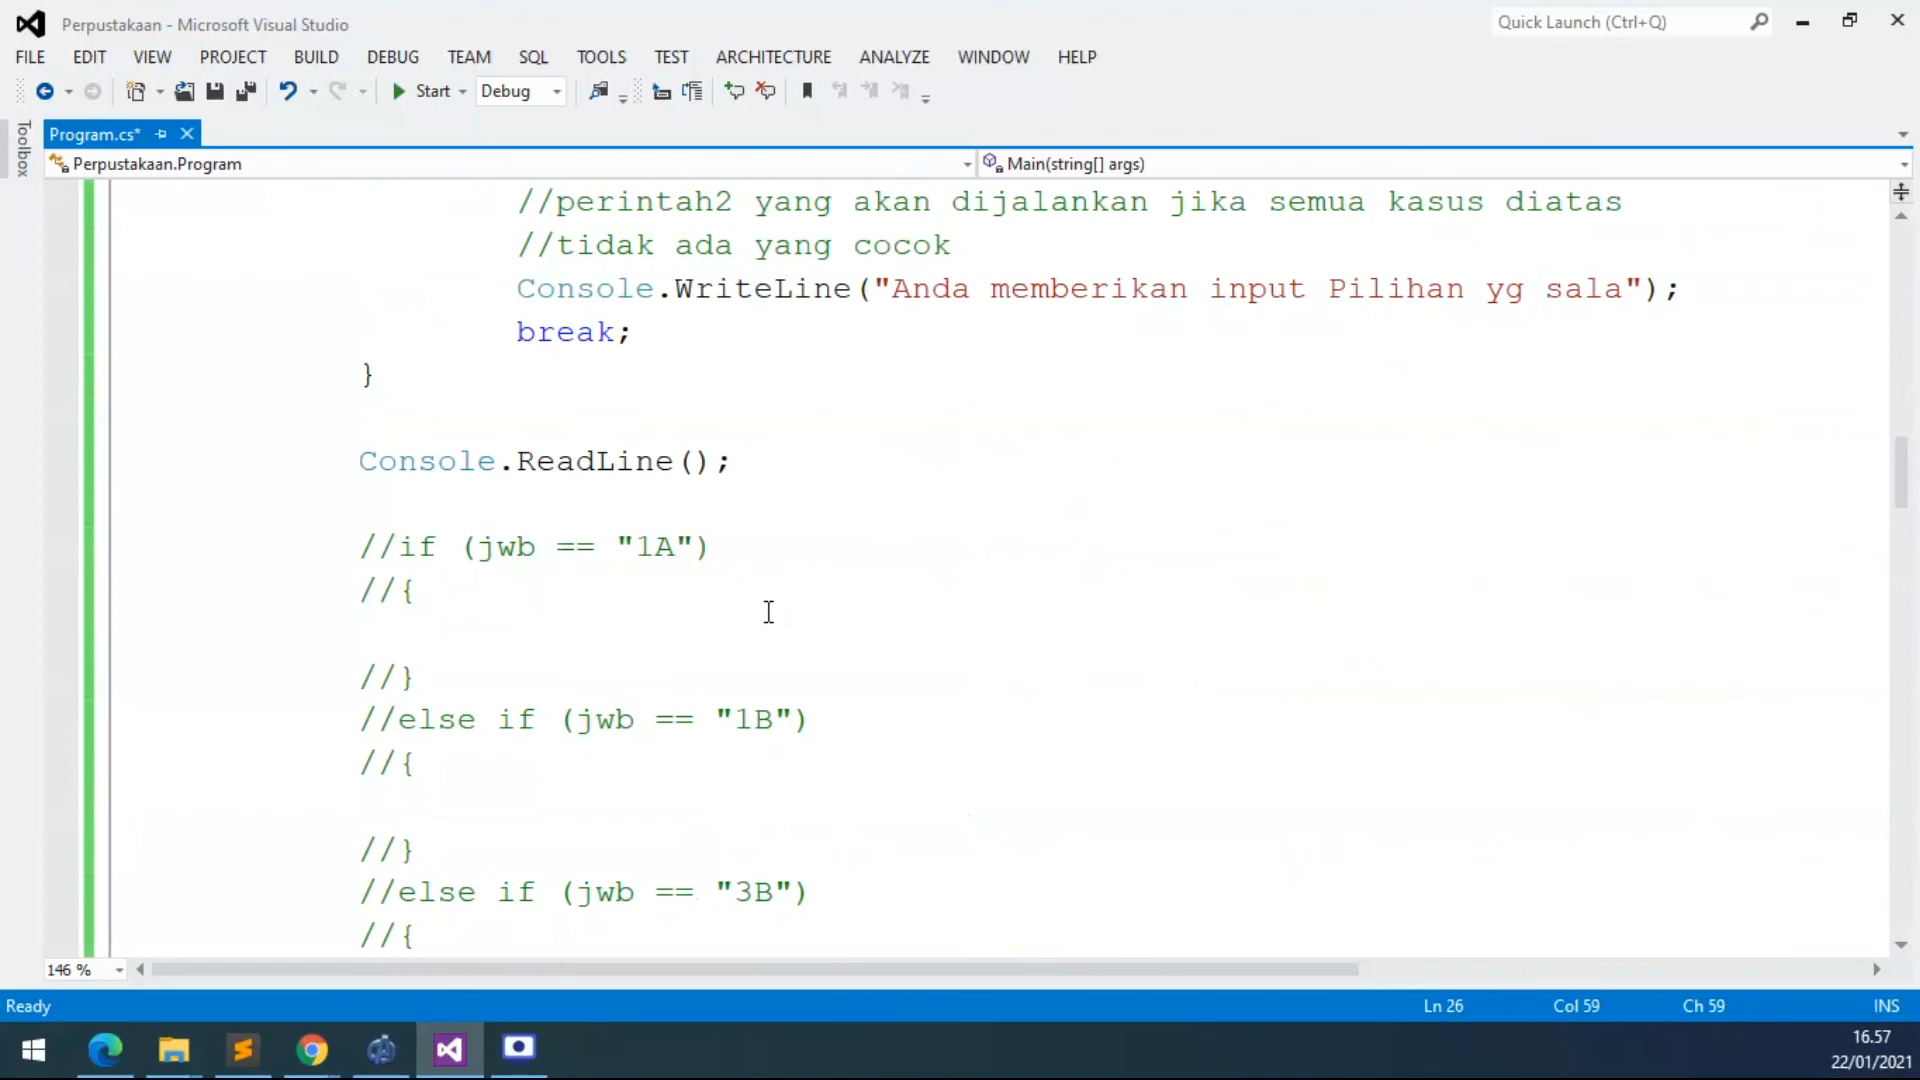 Perpustakaan - Microsoft Visual Studio
Quick Launch (Ctrl+Q)
FILE EDIT VIEW PROJECT BUILD DEBUG TEAM SQL TOOLS TEST ARCHITECTURE ANALYZE WINDOW HELP
Start Debug
Toolbox
Program.cs*
Perpustakaan.Program Main(string[] args)
//perintah2 yang akan dijalankan jika semua kasus diatas
//tidak ada yang cocok
Console.WriteLine("Anda memberikan input Pilihan yg sala");
break;
}
Console.ReadLine();
//if (jwb == "1A")
//{
//}
//else if (jwb == "1B")
//{
//}
//else if (jwb == "3B")
//{
146 %
Ready Ln 26 Col 59 Ch 59 INS
16.57
22/01/2021